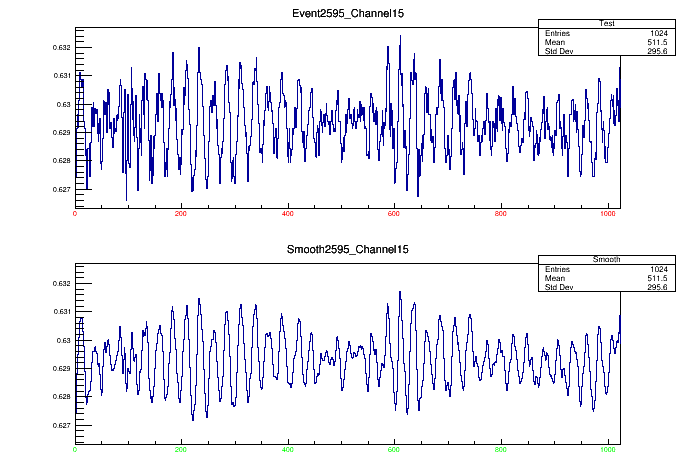 Event2595_Channel15
Test
Entries 1024
Mean 511.5
Std Dev 295.6
0.632
0.631
0.63
0.629
0.628
0.627
0 200 400 600 800 1000
Smooth2595_Channel15
Smooth
Entries 1024
Mean 511.5
Std Dev 295.6
0.632
0.631
0.63
0.629
0.628
0.627
0 200 400 600 800 1000